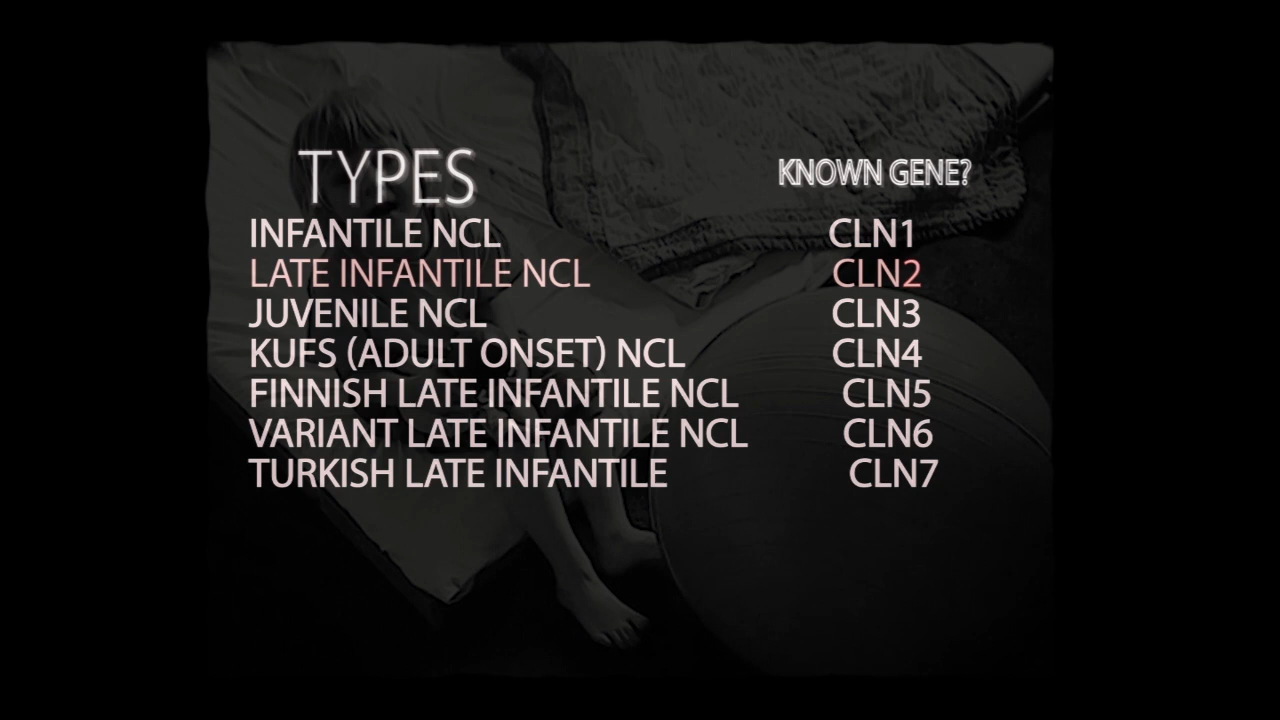 TYPES KNOWN GENE?
INFANTILE NCL CLN1
LATE INFANTILE NCL CLN2
JUVENILE NCL CLN3
KUFS (ADULT ONSET) NCL CLN4
FINNISH LATE INFANTILE NCL CLN5
VARIANT LATE INFANTILE NCL CLN6
TURKISH LATE INFANTILE CLN7